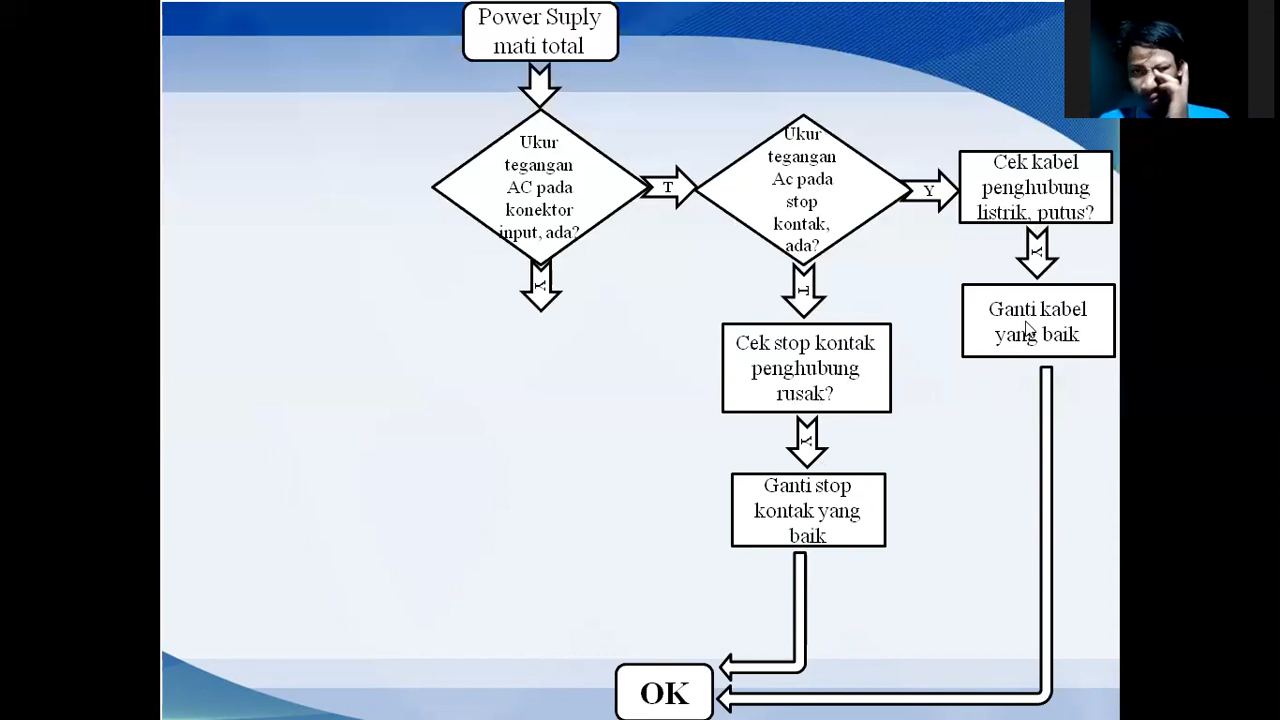 Power Suply
mati total
Ukur
tegangan
AC pada
konektor
input, ada?
T
Ukur
tegangan
Ac pada
stop
kontak,
ada?
Y
Cek kabel
penghubung
listrik, putus?
Y
Ganti kabel
yang baik
Y
T
Cek stop kontak
penghubung
rusak?
Y
Ganti stop
kontak yang
baik
OK